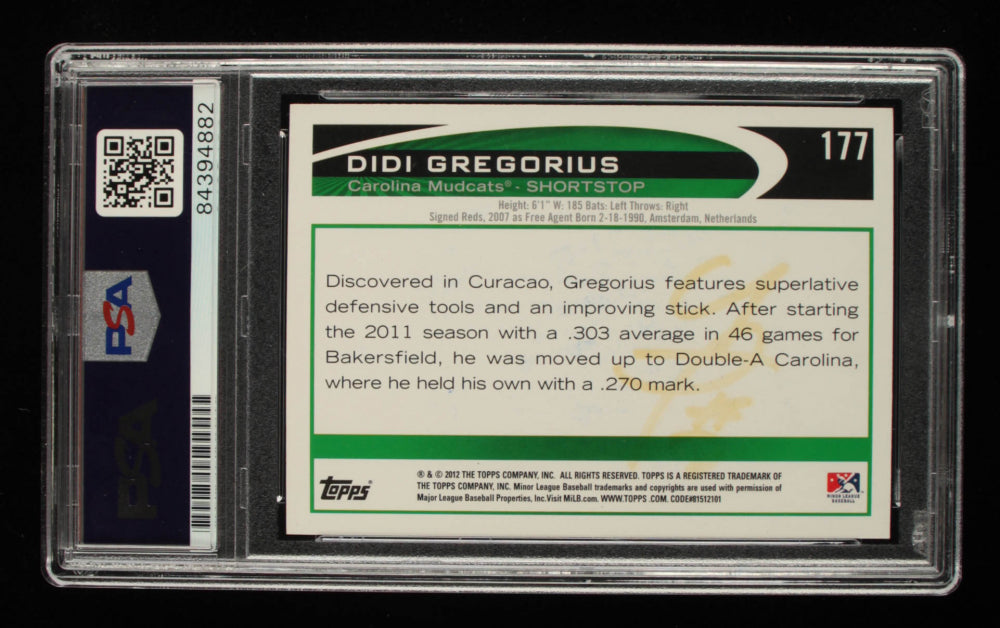 84394882
PSA
PSA
177
DIDI GREGORIUS
Carolina Mudcats® - SHORTSTOP
Height: 6'1" W: 185 Bats: Left Throws: Right
Signed Reds, 2007 as Free Agent Born 2-18-1990, Amsterdam, Netherlands
Discovered in Curacao, Gregorius features superlative
defensive tools and an improving stick. After starting
the 2011 season with a .303 average in 46 games for
Bakersfield, he was moved up to Double-A Carolina,
where he held his own with a .270 mark.
Topps®
® & © 2012 THE TOPPS COMPANY, INC. ALL RIGHTS RESERVED. TOPPS IS A REGISTERED TRADEMARK OF
THE TOPPS COMPANY, INC. Minor League Baseball trademarks and copyrights are used with permission of
Major League Baseball Properties, Inc. Visit MiLB.com. WWW.TOPPS .COM. CODE#81512101
MINOR LEAGUE
BASEBALL